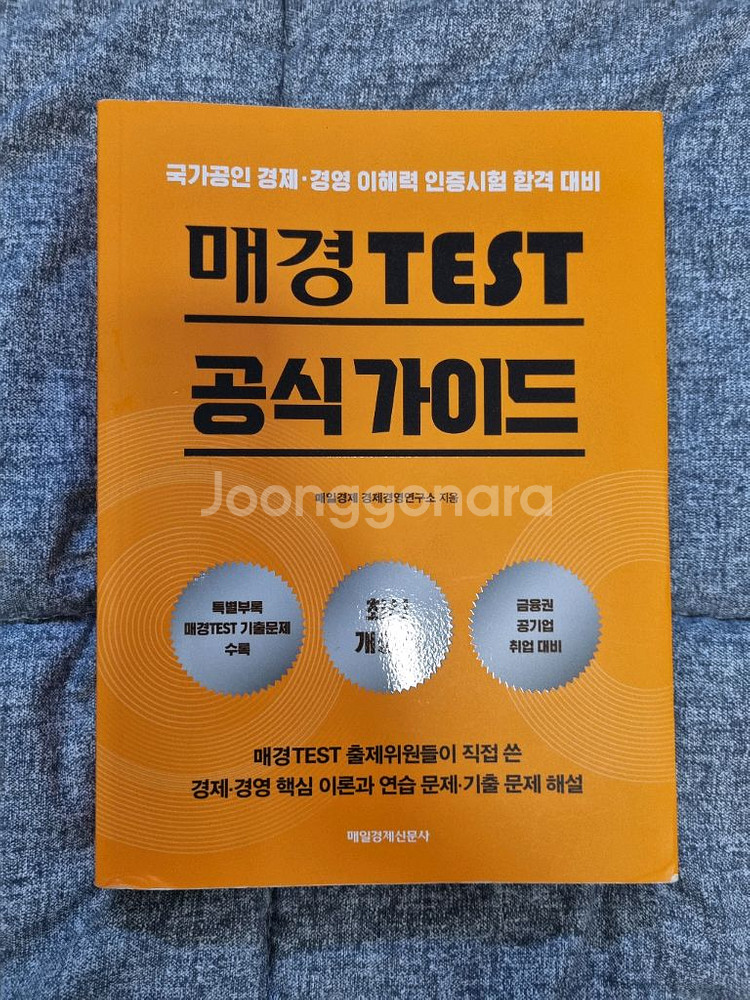 국가공인 경제·경영 이해력 인증시험 합격 대비
매경TEST
공식 가이드
매일경제 경제경영연구소 지음
Joonggonara
특별부록
매경TEST 기출문제
수록
금융권
공기업
취업 대비
매경TEST 출제위원들이 직접 쓴
경제·경영 핵심 이론과 연습 문제·기출 문제 해설
매일경제신문사